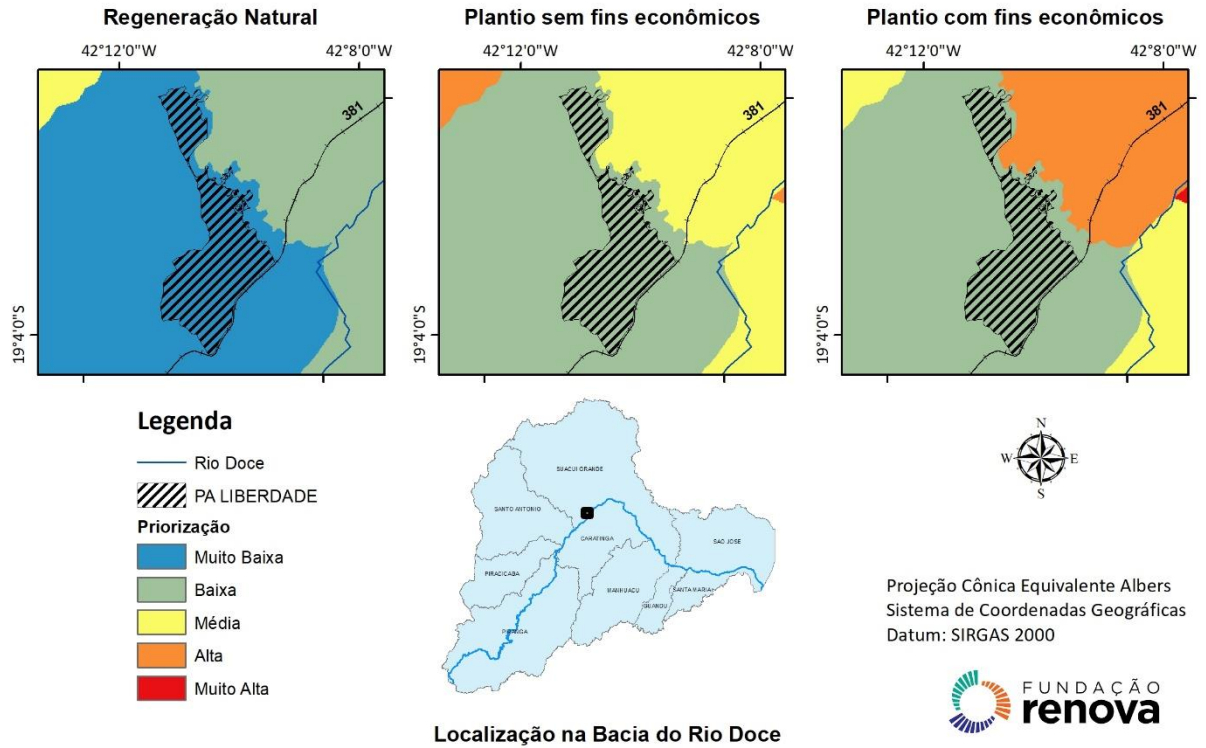 Regeneração Natural
Plantio sem fins econômicos
Plantio com fins econômicos
42°12'0"W
42°8'0"W
42°12'0"W
42°8'0"W
42°12'0"W
42°8'0"W
381
381
381
19°4'0"S
19°4'0"S
19°4'0"S
Legenda
Rio Doce
PA LIBERDADE
Priorização
Muito Baixa
Baixa
Média
Alta
Muito Alta
SUACUI GRANDE
SANTO ANTONIO
CARATINGA
SAO JOSE
PIRACICABA
MANHUACU
SANTA MARIA
GUANDU
PIRANGA
Localização na Bacia do Rio Doce
N
W
E
S
Projeção Cônica Equivalente Albers
Sistema de Coordenadas Geográficas
Datum: SIRGAS 2000
FUNDAÇÃO
renova